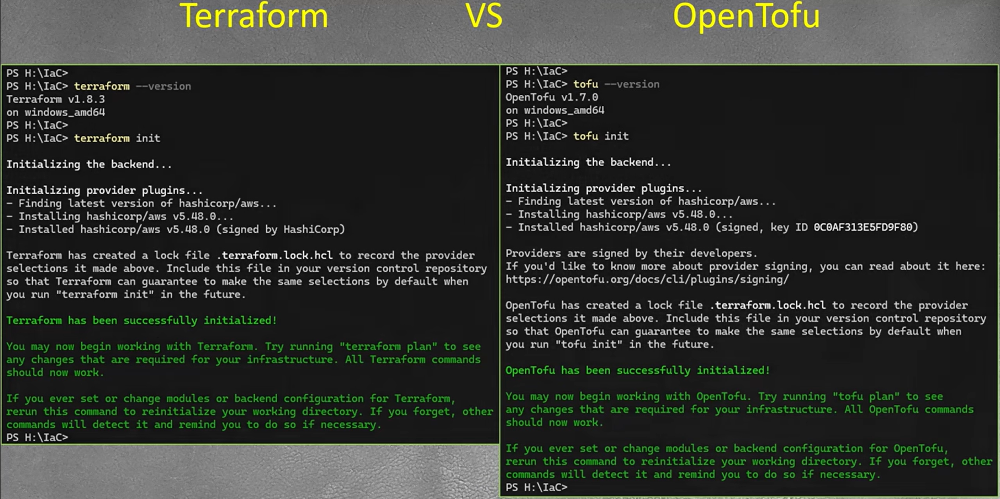 Terraform VS OpenTofu
PS H:\IaC>
PS H:\IaC> terraform --version
Terraform v1.8.3
on windows_amd64
PS H:\IaC>
PS H:\IaC> terraform init
Initializing the backend...
Initializing provider plugins...
- Finding latest version of hashicorp/aws...
- Installing hashicorp/aws v5.48.0...
- Installed hashicorp/aws v5.48.0 (signed by HashiCorp)
Terraform has created a lock file .terraform.lock.hcl to record the provider
selections it made above. Include this file in your version control repository
so that Terraform can guarantee to make the same selections by default when
you run "terraform init" in the future.
Terraform has been successfully initialized!
You may now begin working with Terraform. Try running "terraform plan" to see
any changes that are required for your infrastructure. All Terraform commands
should now work.
If you ever set or change modules or backend configuration for Terraform,
rerun this command to reinitialize your working directory. If you forget, other
commands will detect it and remind you to do so if necessary.
PS H:\IaC>
PS H:\IaC>
PS H:\IaC> tofu --version
OpenTofu v1.7.0
on windows_amd64
PS H:\IaC>
PS H:\IaC> tofu init
Initializing the backend...
Initializing provider plugins...
- Finding latest version of hashicorp/aws...
- Installing hashicorp/aws v5.48.0...
- Installed hashicorp/aws v5.48.0 (signed, key ID 0C0AF313E5FD9F80)
Providers are signed by their developers.
If you'd like to know more about provider signing, you can read about it here:
https://opentofu.org/docs/cli/plugins/signing/
OpenTofu has created a lock file .terraform.lock.hcl to record the provider
selections it made above. Include this file in your version control repository
so that OpenTofu can guarantee to make the same selections by default when
you run "tofu init" in the future.
OpenTofu has been successfully initialized!
You may now begin working with OpenTofu. Try running "tofu plan" to see
any changes that are required for your infrastructure. All OpenTofu commands
should now work.
If you ever set or change modules or backend configuration for OpenTofu,
rerun this command to reinitialize your working directory. If you forget, other
commands will detect it and remind you to do so if necessary.
PS H:\IaC>